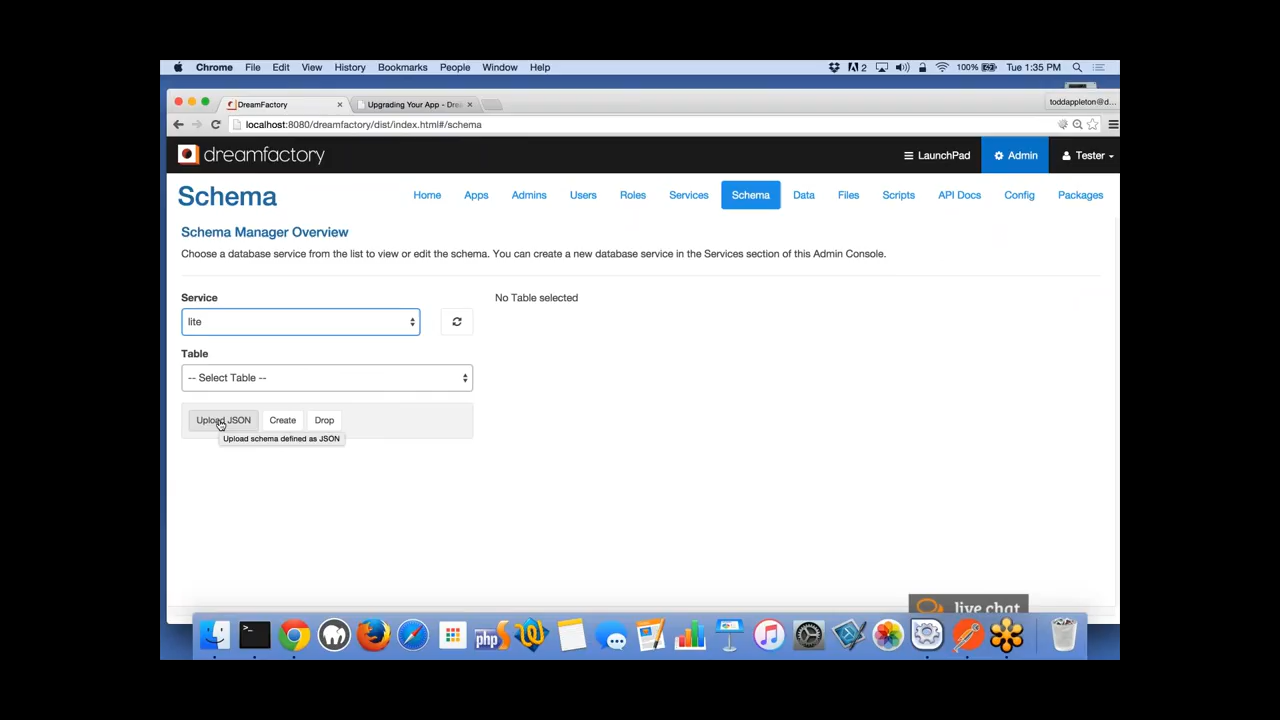 Chrome File Edit View History Bookmarks People Window Help 2 100% Tue 1:35 PM
DreamFactory Upgrading Your App - Dre toddappleton@d...
localhost:8080/dreamfactory/dist/index.html#/schema
dreamfactory LaunchPad Admin Tester
Schema Home Apps Admins Users Roles Services Schema Data Files Scripts API Docs Config Packages
Schema Manager Overview
Choose a database service from the list to view or edit the schema. You can create a new database service in the Services section of this Admin Console.
Service No Table selected
lite
Table
-- Select Table --
Upload JSON Create Drop
Upload schema defined as JSON
live chat
>_ php